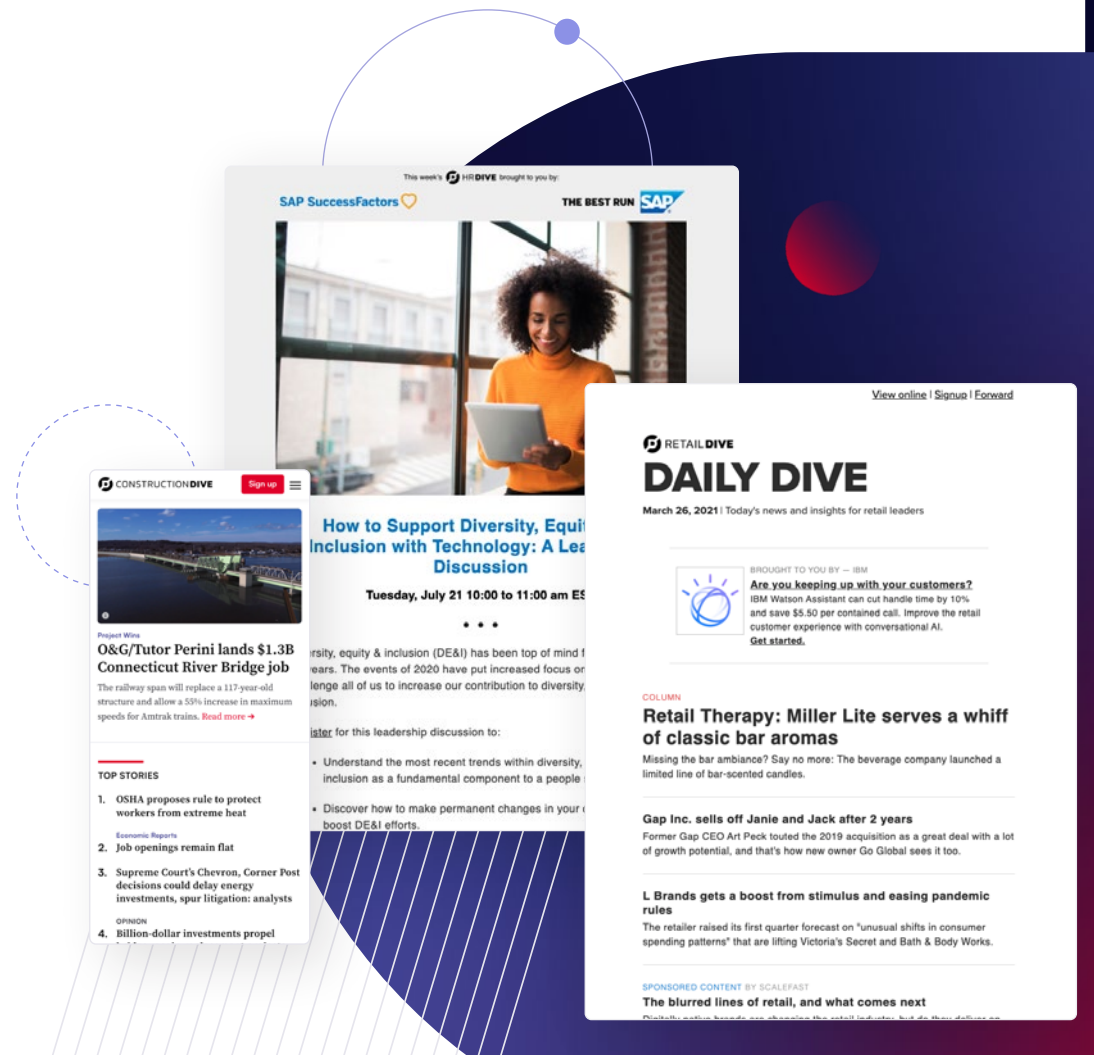 This week's HRDIVE brought to you by:
SAP SuccessFactors
THE BEST RUN SAP
How to Support Diversity,
Inclusion with Technology: A
Discussion
Tuesday, July 21 10:00 to 11:00 am
• • •
equity & inclusion (DE&I) has been top of mind
The events of 2020 have put increased focus
all of us to increase our contribution to diversity,
for this leadership discussion to:
• Understand the most recent trends within diversity,
inclusion as a fundamental component to a people
• Discover how to make permanent changes in your
boost DE&I efforts.
CONSTRUCTIONDIVE
Sign up
Project Wins
O&G/Tutor Perini lands $1.3B
Connecticut River Bridge job
The railway span will replace a 117-year-old
structure and allow a 55% increase in maximum
speeds for Amtrak trains. Read more →
TOP STORIES
1. OSHA proposes rule to protect
workers from extreme heat
Economic Reports
2. Job openings remain flat
3. Supreme Court's Chevron, Corner Post
decisions could delay energy
investments, spur litigation: analysts
OPINION
4. Billion-dollar investments propel
View online | Signup | Forward
RETAILDIVE
DAILY DIVE
March 26, 2021 | Today's news and insights for retail leaders
BROUGHT TO YOU BY — IBM
Are you keeping up with your customers?
IBM Watson Assistant can cut handle time by 10%
and save $5.50 per contained call. Improve the retail
customer experience with conversational AI.
Get started.
COLUMN
Retail Therapy: Miller Lite serves a whiff
of classic bar aromas
Missing the bar ambiance? Say no more: The beverage company launched a
limited line of bar-scented candles.
Gap Inc. sells off Janie and Jack after 2 years
Former Gap CEO Art Peck touted the 2019 acquisition as a great deal with a lot
of growth potential, and that's how new owner Go Global sees it too.
L Brands gets a boost from stimulus and easing pandemic
rules
The retailer raised its first quarter forecast on "unusual shifts in consumer
spending patterns" that are lifting Victoria's Secret and Bath & Body Works.
SPONSORED CONTENT BY SCALEFAST
The blurred lines of retail, and what comes next